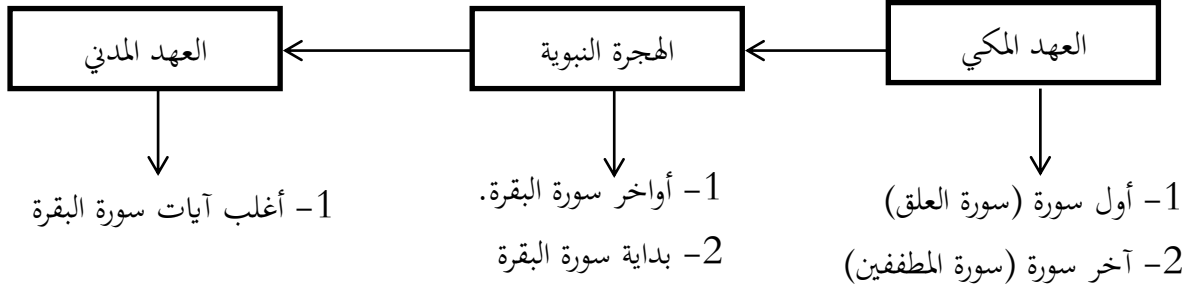 العهد المكي
الهجرة النبوية
العهد المدني
1- أول سورة (سورة العلق)
2- آخر سورة (سورة المطففين)
1- أواخر سورة البقرة.
2- بداية سورة البقرة
1- أغلب آيات سورة البقرة